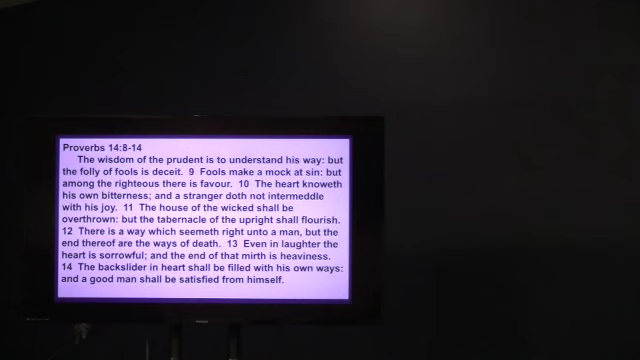 Proverbs 14:8-14
The wisdom of the prudent is to understand his way: but
the folly of fools is deceit. 9 Fools make a mock at sin: but
among the righteous there is favour. 10 The heart knoweth
his own bitterness; and a stranger doth not intermeddle
with his joy. 11 The house of the wicked shall be
overthrown: but the tabernacle of the upright shall flourish.
12 There is a way which seemeth right unto a man, but the
end thereof are the ways of death. 13 Even in laughter the
heart is sorrowful; and the end of that mirth is heaviness.
14 The backslider in heart shall be filled with his own ways:
and a good man shall be satisfied from himself.